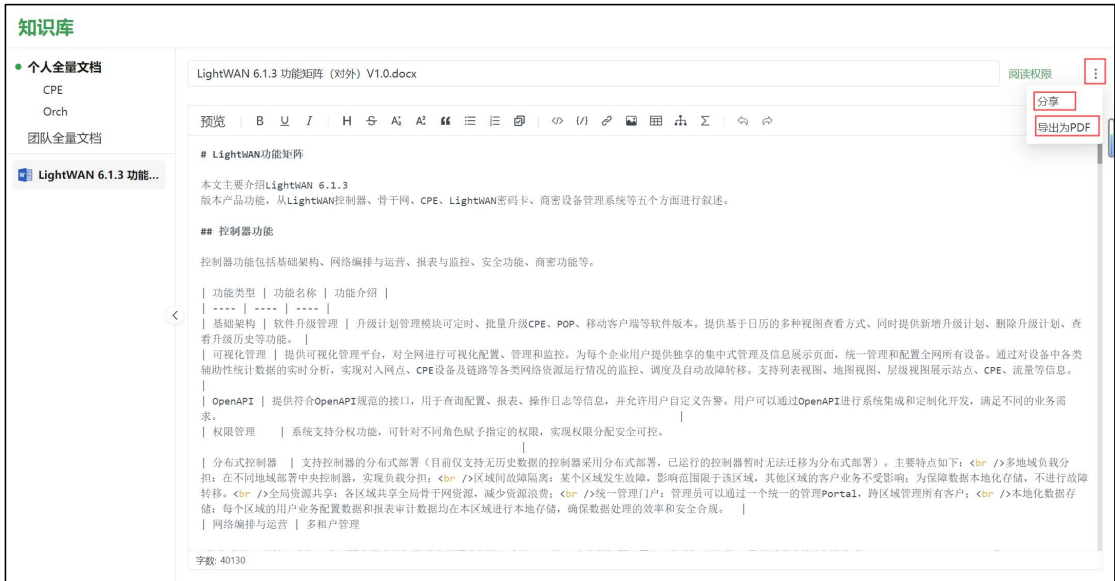 知识库
个人全量文档
CPE
Orch
团队全量文档
LightWAN 6.1.3 功能...
LightWAN 6.1.3 功能矩阵（对外）V1.0.docx
阅读权限
分享
导出为PDF
预览
# LightWAN功能矩阵
本文主要介绍LightWAN 6.1.3
版本产品功能，从LightWAN控制器、骨干网、CPE、LightWAN密码卡、商密设备管理系统等五个方面进行叙述。
## 控制器功能
控制器功能包括基础架构、网络编排与运营、报表与监控、安全功能、商密功能等。
| 功能类型 | 功能名称 | 功能介绍 |
| ---- | ---- | ---- |
| 基础架构 | 软件升级管理 | 升级计划管理模块可定时、批量升级CPE、POP、移动客户端等软件版本。提供基于日历的多种视图查看方式、同时提供新增升级计划、删除升级计划、查
看升级历史等功能。 |
| 可视化管理 | 提供可视化管理平台，对全网进行可视化配置、管理和监控。为每个企业用户提供独享的集中式管理及信息展示页面，统一管理和配置全网所有设备。通过对设备中各类
辅助性统计数据的实时分析，实现对入网点、CPE设备及链路等各类网络资源运行情况的监控、调度及自动故障转移。支持列表视图、地图视图、层级视图展示站点、CPE、流量等信息。
|
| OpenAPI | 提供符合OpenAPI规范的接口，用于查询配置、报表、操作日志等信息，并允许用户自定义告警。用户可以通过OpenAPI进行系统集成和定制化开发，满足不同的业务需
求。 |
| 权限管理 | 系统支持分权功能，可针对不同角色赋予指定的权限，实现权限分配安全可控。
|
| 分布式控制器 | 支持控制器的分布式部署（目前仅支持无历史数据的控制器采用分布式部署，已运行的控制器暂时无法迁移为分布式部署）。主要特点如下：<br />多地域负载分
担：在不同地域部署中央控制器，实现负载分担；<br />区域间故障隔离：某个区域发生故障，影响范围限于该区域，其他区域的客户业务不受影响；为保障数据本地化存储，不进行故障
转移。<br />全局资源共享：各区域共享全局骨干网资源，减少资源浪费；<br />统一管理门户：管理员可以通过一个统一的管理Portal，跨区域管理所有客户；<br />本地化数据存
储：每个区域的用户业务配置数据和报表审计数据均在本区域进行本地存储，确保数据处理的效率和安全合规。 |
| 网络编排与运营 | 多租户管理
字数: 40130